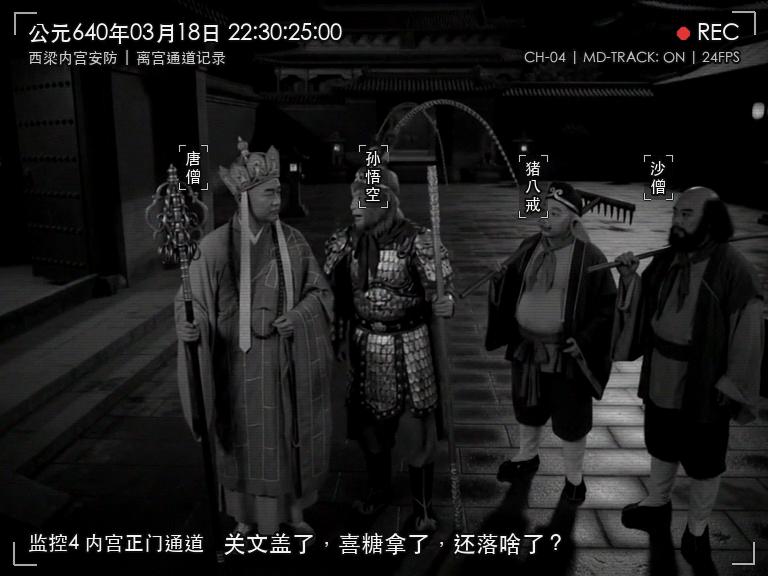 公元640年03月18日 22:30:25:00
REC
西梁内宫安防 | 离宫通道记录
CH-04 | MD-TRACK: ON | 24FPS
唐僧
孙悟空
猪八戒
沙僧
监控4 内宫正门通道 关文盖了，喜糖拿了，还落啥了？